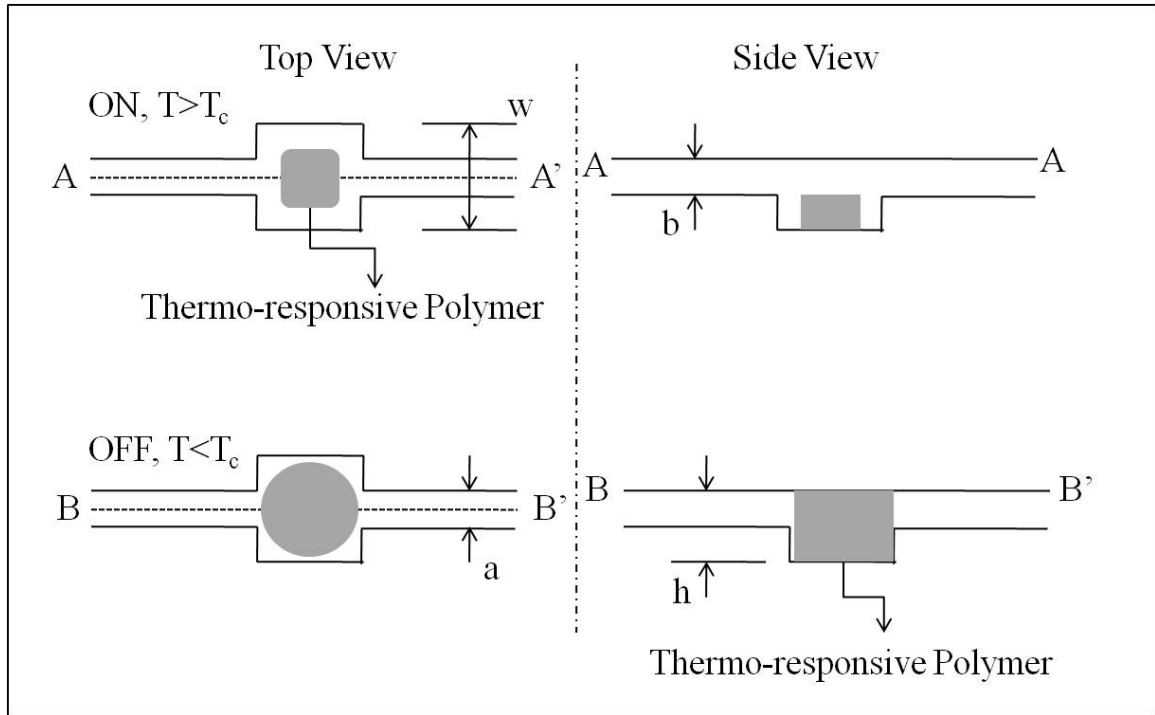 Top View
Side View
ON, T>Tc
w
A
A'
A
A
b
Thermo-responsive Polymer
OFF, T<Tc
B
B'
B
B'
a
h
Thermo-responsive Polymer